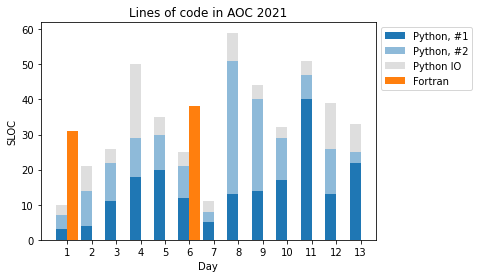 Lines of code in AOC 2021
60
50
40
30
20
10
0
SLOC
1 2 3 4 5 6 7 8 9 10 11 12 13
Day
Python, #1
Python, #2
Python IO
Fortran